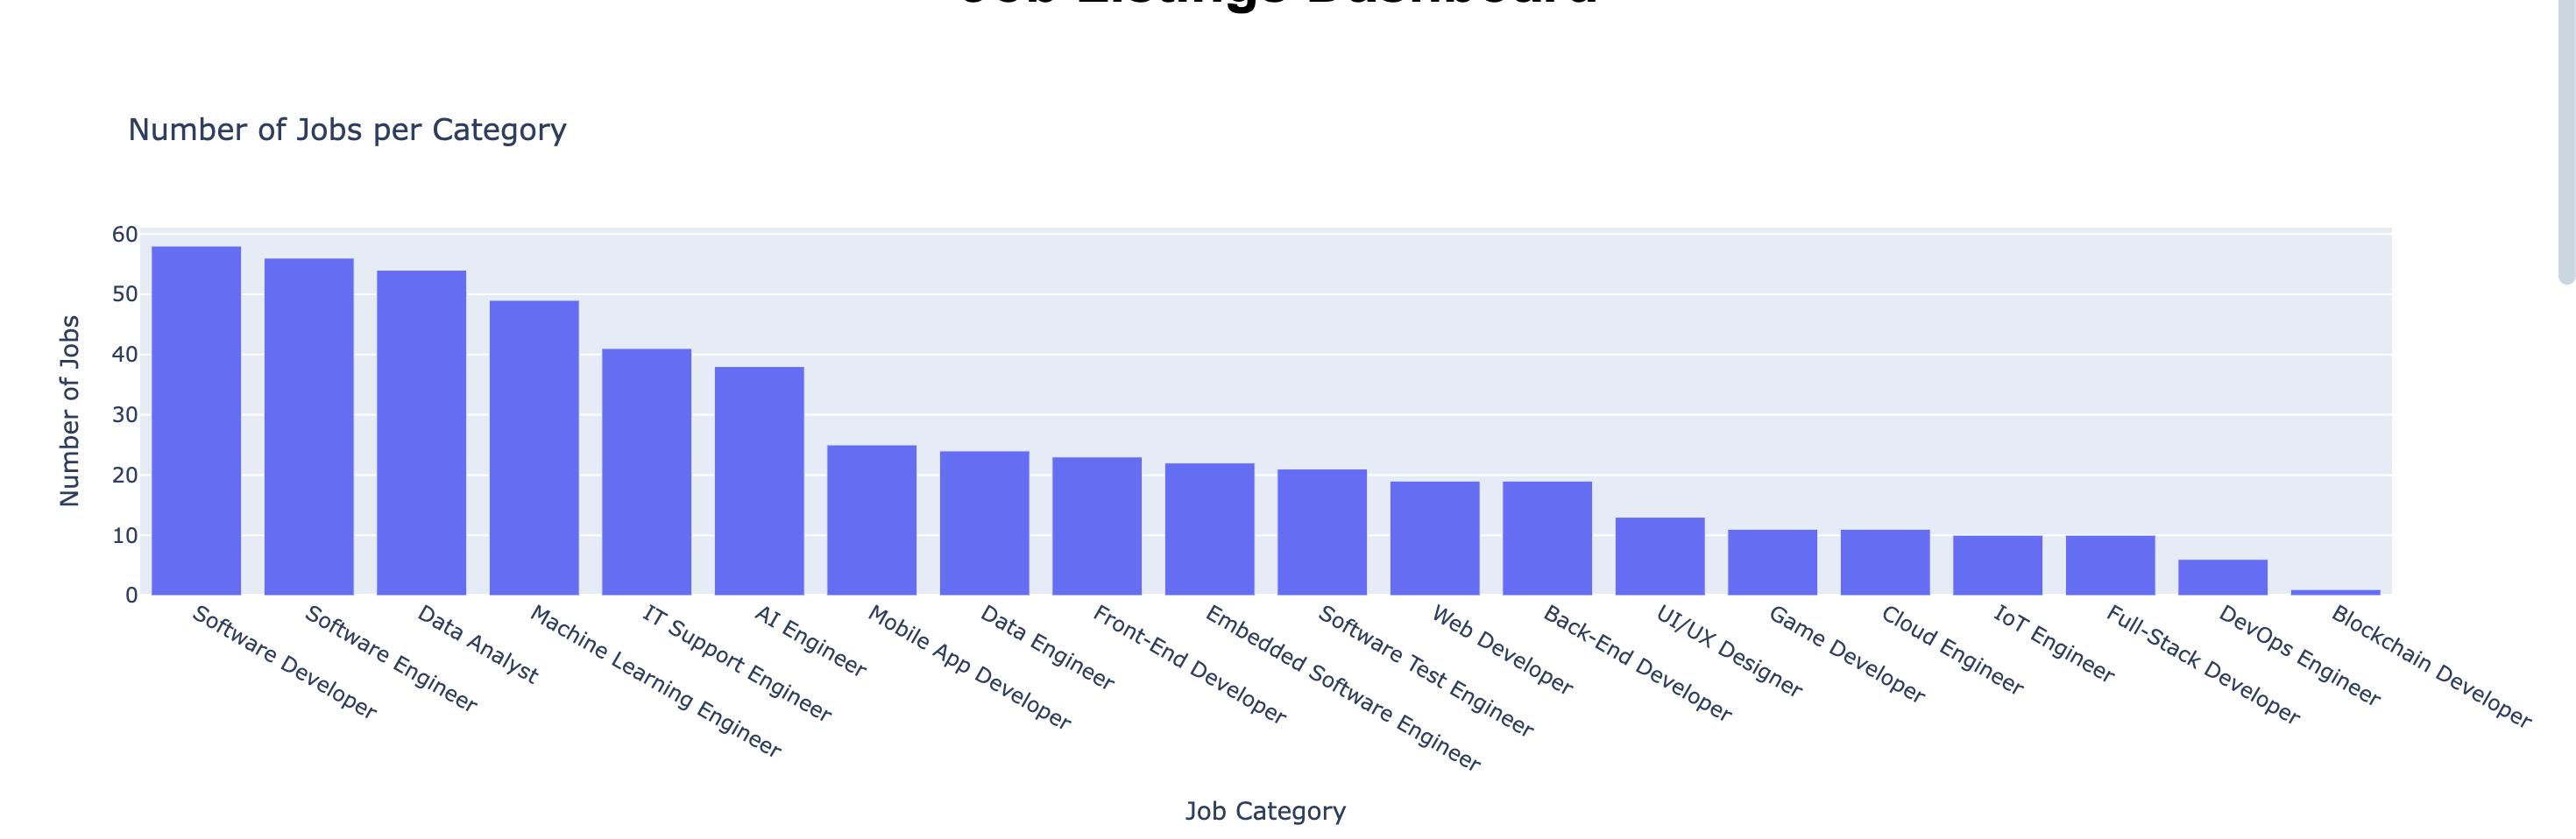 Job Listings Dashboard
Number of Jobs per Category
60
50
40
30
20
10
0
Number of Jobs
Software Developer
Software Engineer
Data Analyst
Machine Learning Engineer
IT Support Engineer
AI Engineer
Mobile App Developer
Data Engineer
Front-End Developer
Embedded Software Engineer
Software Test Engineer
Web Developer
Back-End Developer
UI/UX Designer
Game Developer
Cloud Engineer
IoT Engineer
Full-Stack Developer
DevOps Engineer
Blockchain Developer
Job Category